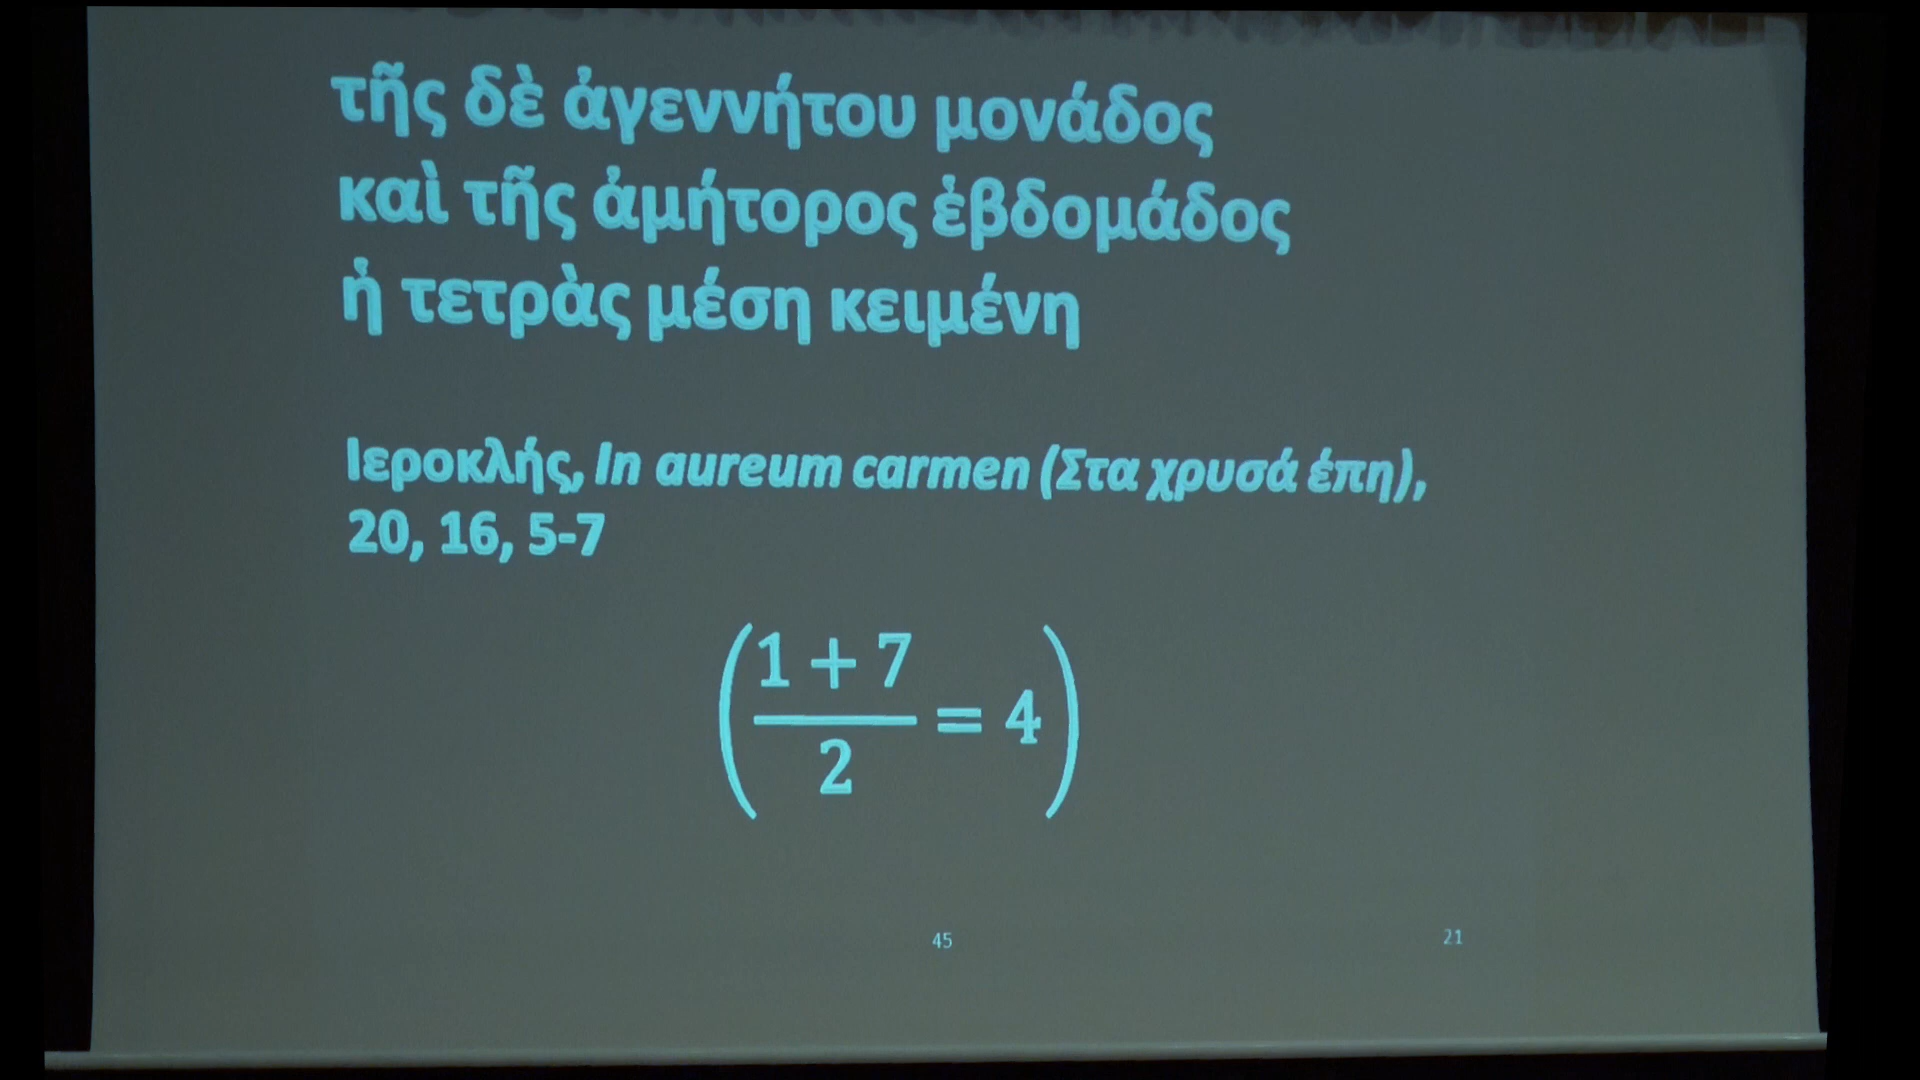 τῆς δὲ ἀγεννήτου μονάδος
καὶ τῆς ἀμήτορος ἑβδομάδος
ἡ τετρὰς μέση κειμένη
Ιεροκλής, In aureum carmen (Στα χρυσά έπη),
20, 16, 5-7
(1 + 7
2 = 4)
45 21